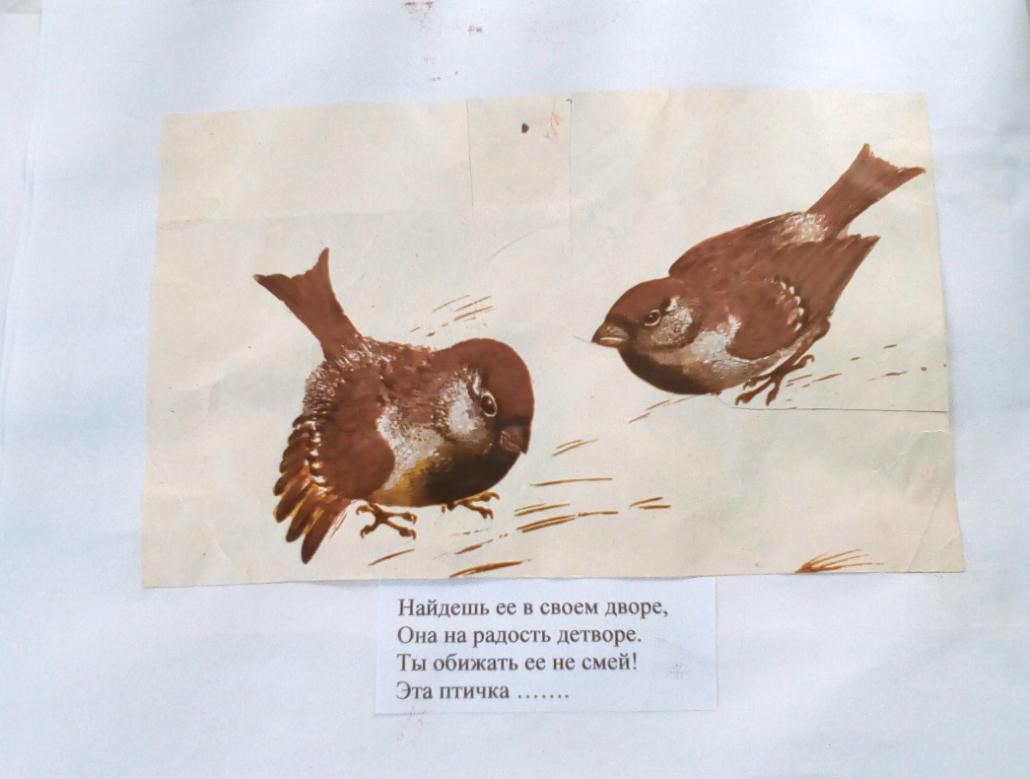 Найдешь ее в своем дворе,
Она на радость детворе.
Ты обижать ее не смей!
Эта птичка …….